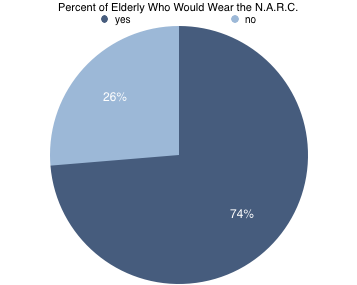 Percent of Elderly Who Would Wear the N.A.R.C.
yes no
26%
74%